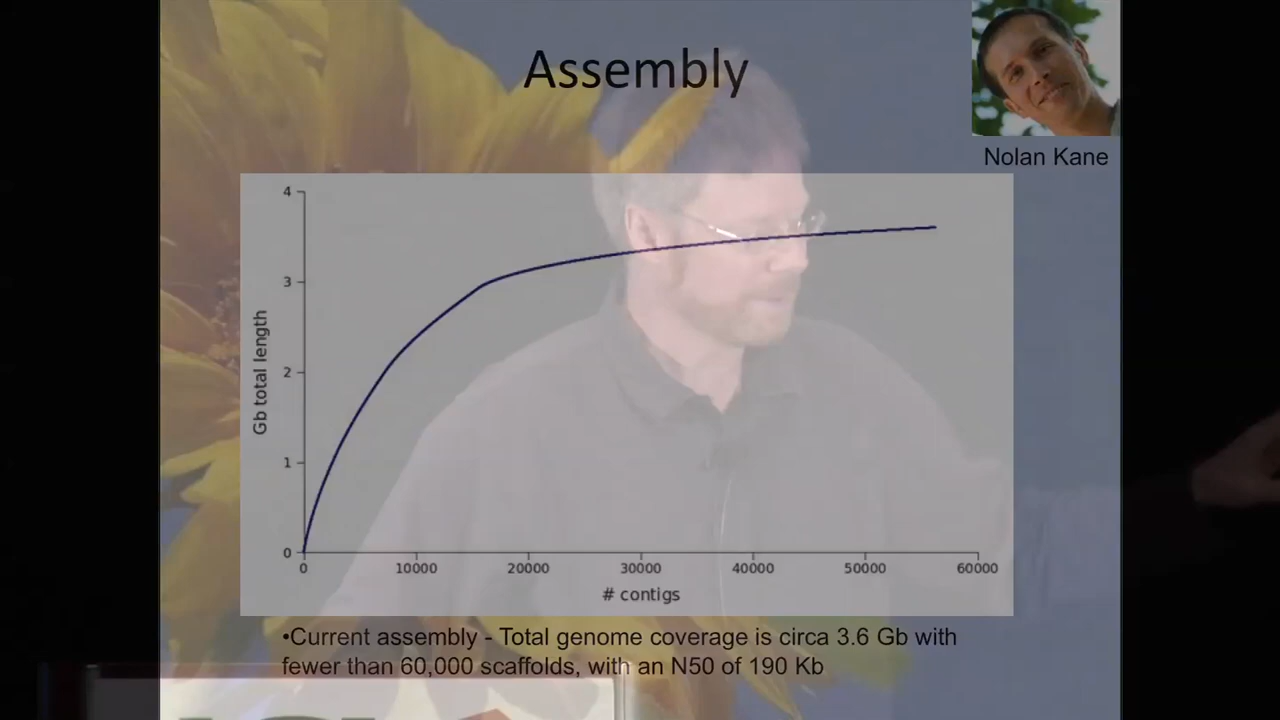 Assembly
Nolan Kane
4
3
2
1
0
Gb total length
0 10000 20000 30000 40000 50000 60000
# contigs
•Current assembly - Total genome coverage is circa 3.6 Gb with
fewer than 60,000 scaffolds, with an N50 of 190 Kb